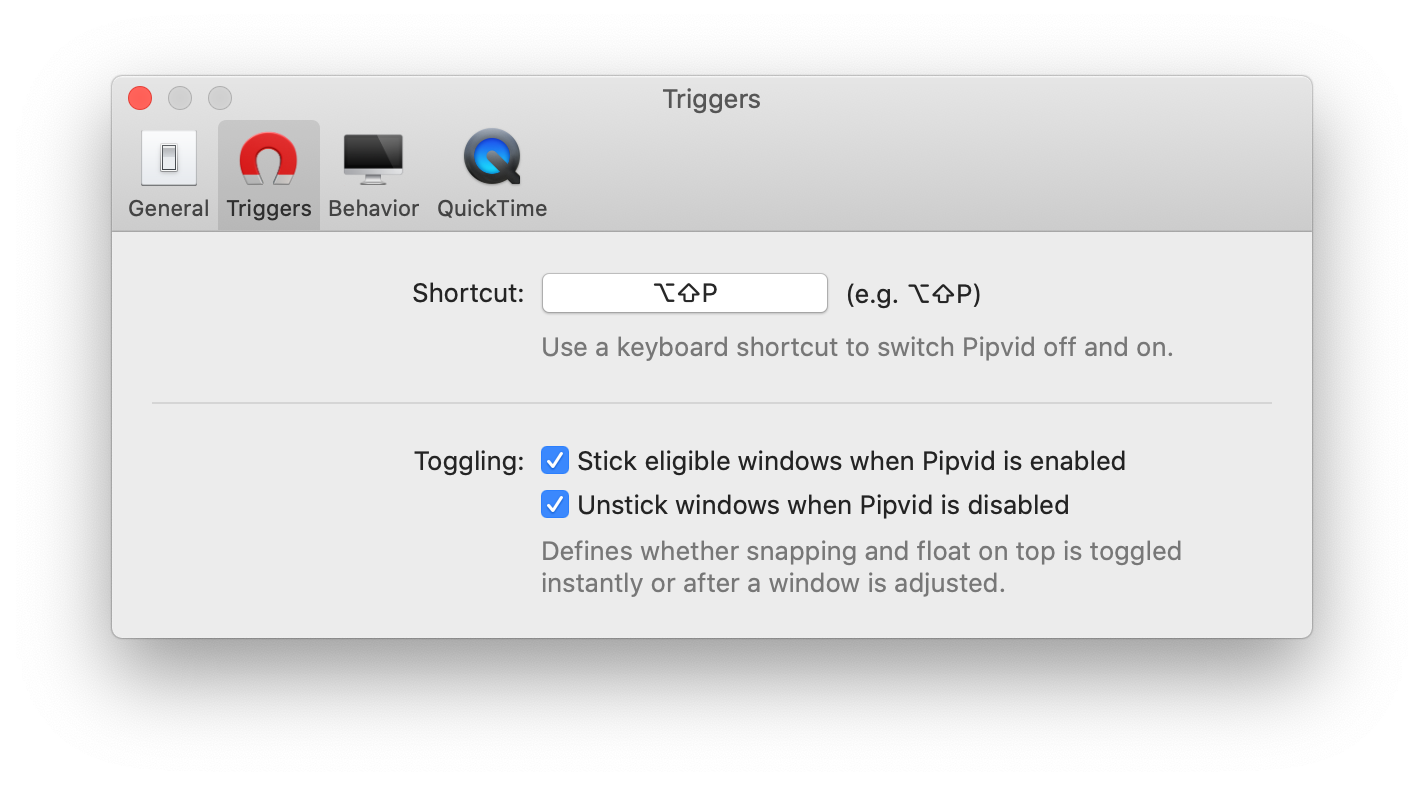 Triggers
General Triggers Behavior QuickTime
Shortcut: ⌥⇧P (e.g. ⌥⇧P)
Use a keyboard shortcut to switch Pipvid off and on.
Toggling: Stick eligible windows when Pipvid is enabled
Unstick windows when Pipvid is disabled
Defines whether snapping and float on top is toggled
instantly or after a window is adjusted.